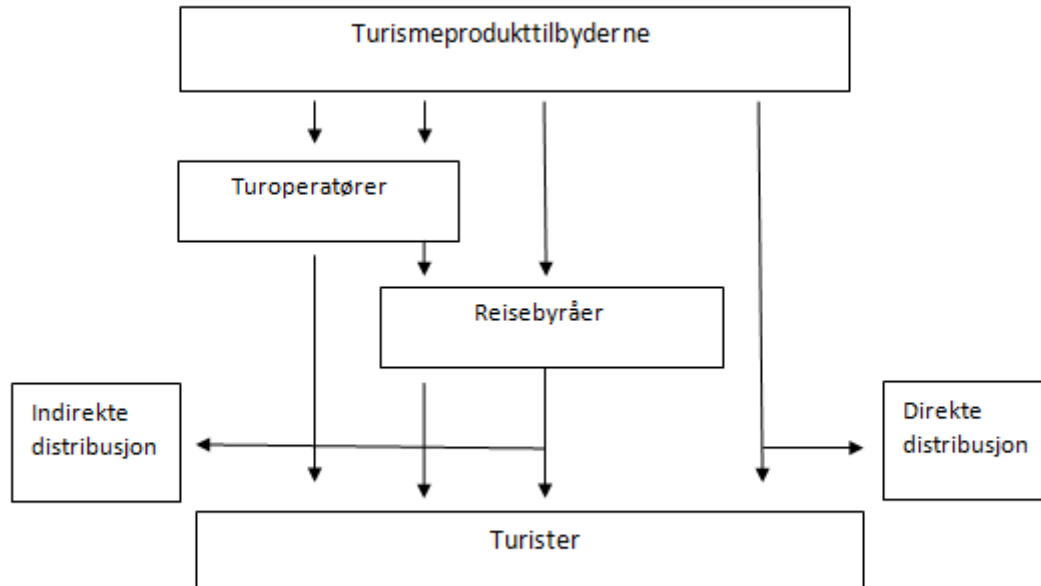 Turismeprodukttilbyderne
Turoperatører
Reisebyråer
Indirekte
distribusjon
Direkte
distribusjon
Turister